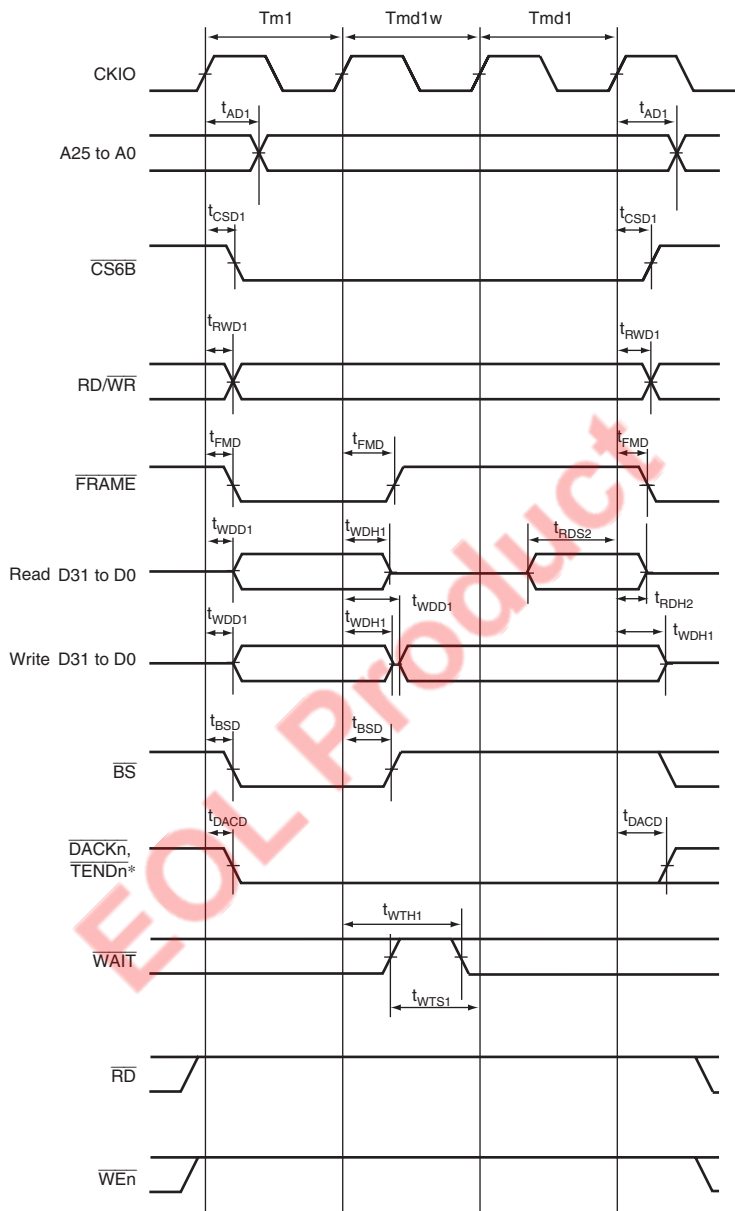 Tm1 Tmd1w Tmd1
CKIO
tAD1 tAD1
A25 to A0
tCSD1 tCSD1
CS6B
tRWD1 tRWD1
RD/WR
tFMD tFMD tFMD
FRAME
tWDD1 tWDH1 tRDS2
Read D31 to D0
tWDD1 tRDH2
tWDD1 tWDH1 tWDH1
Write D31 to D0
tBSD tBSD
BS
tDACD tDACD
DACKn,
TENDn*
tWTH1
WAIT
tWTS1
RD
WEn
EOL Product